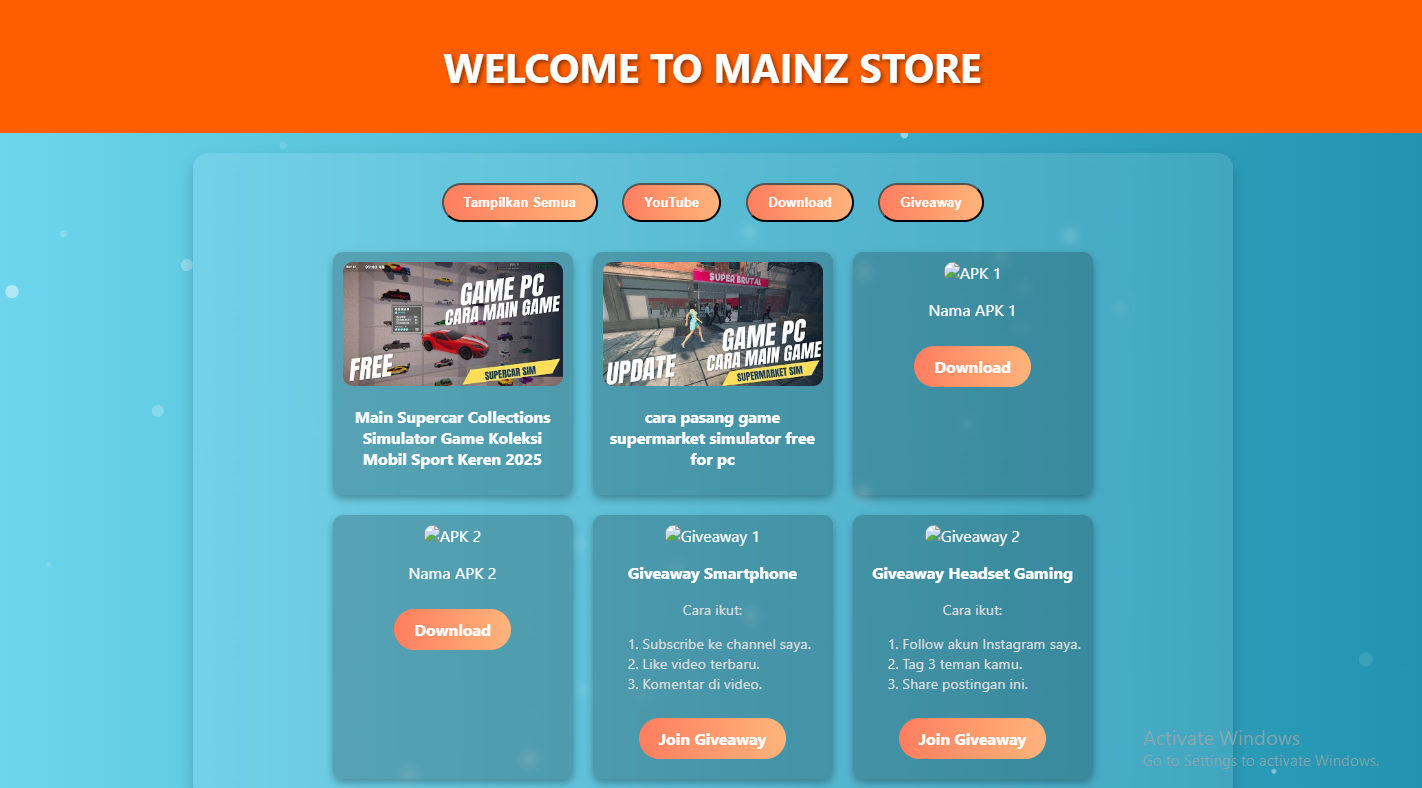 WELCOME TO MAINZ STORE
Tampilkan Semua
YouTube
Download
Giveaway
GAME PC
CARA MAIN GAME
FREE
SUPERCAR SIM
Main Supercar Collections
Simulator Game Koleksi
Mobil Sport Keren 2025
SUPER BRUTAL
GAME PC
CARA MAIN GAME
UPDATE
SUPERMARKET SIM
cara pasang game
supermarket simulator free
for pc
APK 1
Nama APK 1
Download
APK 2
Nama APK 2
Download
Giveaway 1
Giveaway Smartphone
Cara ikut:
1. Subscribe ke channel saya.
2. Like video terbaru.
3. Komentar di video.
Join Giveaway
Giveaway 2
Giveaway Headset Gaming
Cara ikut:
1. Follow akun Instagram saya.
2. Tag 3 teman kamu.
3. Share postingan ini.
Join Giveaway
Activate Windows
Go to Settings to activate Windows.